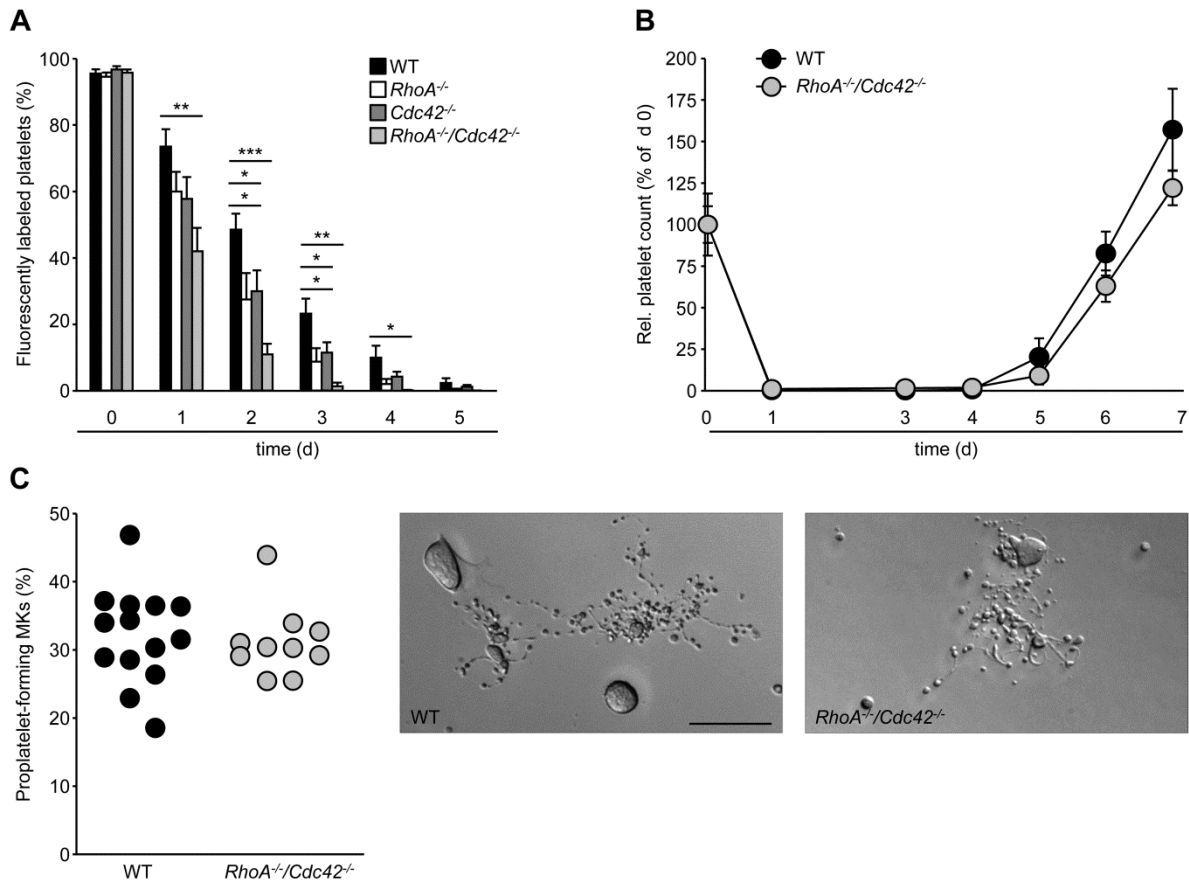 A
Fluorescently labeled platelets (%)
100
80
60
40
20
0
**
***
*
*
**
*
*
*
WT
RhoA-/-
Cdc42-/-
RhoA-/-/Cdc42-/-
0 1 2 3 4 5
time (d)
B
Rel. platelet count (% of d 0)
200
175
150
125
100
75
50
25
0
WT
RhoA-/-/Cdc42-/-
0 1 3 4 5 6 7
time (d)
C
Proplatelet-forming MKs (%)
50
40
30
20
10
0
WT RhoA-/-/Cdc42-/-
WT
RhoA-/-/Cdc42-/-